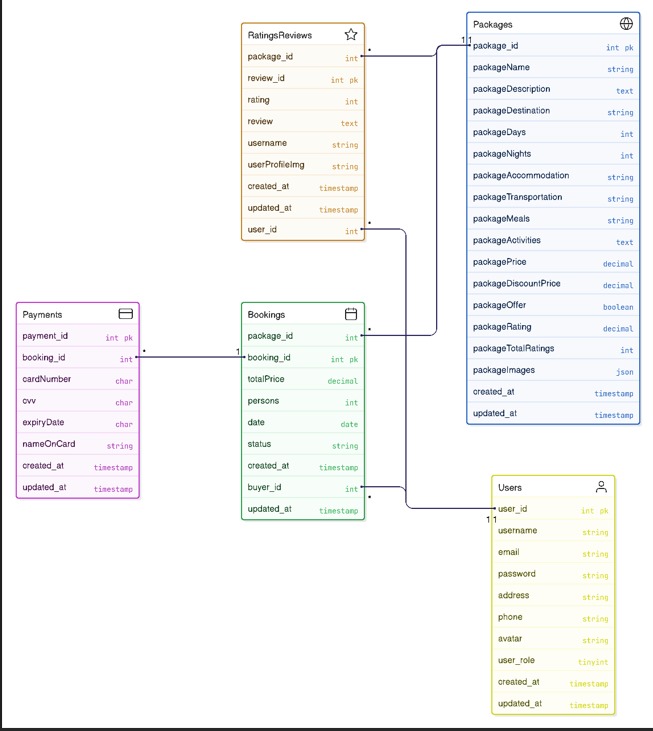 RatingsReviews
package_id int
review_id int pk
rating int
review text
username string
userProfileImg string
created_at timestamp
updated_at timestamp
user_id int
Packages
package_id int pk
packageName string
packageDescription text
packageDestination string
packageDays int
packageNights int
packageAccommodation string
packageTransportation string
packageMeals string
packageActivities text
packagePrice decimal
packageDiscountPrice decimal
packageOffer boolean
packageRating decimal
packageTotalRatings int
packageImages json
created_at timestamp
updated_at timestamp
Payments
payment_id int pk
booking_id int
cardNumber char
cvv char
expiryDate char
nameOnCard string
created_at timestamp
updated_at timestamp
Bookings
package_id int
booking_id int pk
totalPrice decimal
persons int
date date
status string
created_at timestamp
buyer_id int
updated_at timestamp
Users
user_id int pk
username string
email string
password string
address string
phone string
avatar string
user_role tinyint
created_at timestamp
updated_at timestamp
*
11
*
*
*
1
*
11